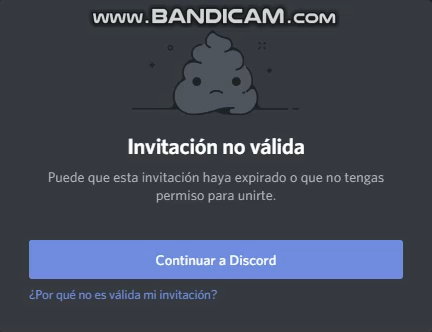 www.BANDICAM.com
Invitación no válida
Puede que esta invitación haya expirado o que no tengas
permiso para unirte.
Continuar a Discord
¿Por qué no es válida mi invitación?